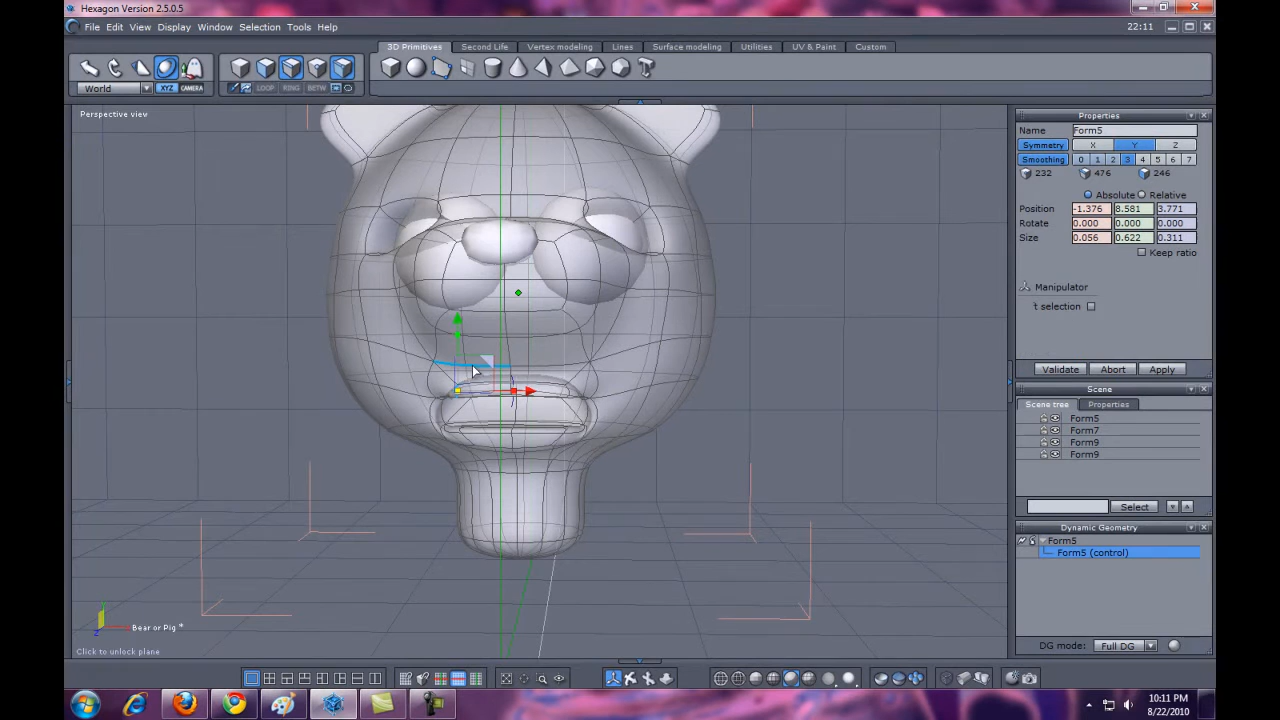 Hexagon Version 2.5.0.5
File Edit View Display Window Selection Tools Help
22:11
3D Primitives Second Life Vertex modeling Lines Surface modeling Utilities UV & Paint Custom
World XYZ CAMERA LOOP RING BETW
Perspective view
Properties
Name Form5
Symmetry X Y Z
Smoothing 0 1 2 3 4 5 6 7
232 476 246
Absolute Relative
Position -1.376 8.581 3.771
Rotate 0.000 0.000 0.000
Size 0.056 0.622 0.311
Keep ratio
Manipulator
t selection
Validate Abort Apply
Scene
Scene tree Properties
Form5
Form7
Form9
Form9
Select
Dynamic Geometry
Form5
Form5 (control)
DG mode: Full DG
Y
Z
Bear or Pig *
Click to unlock plane
10:11 PM
8/22/2010